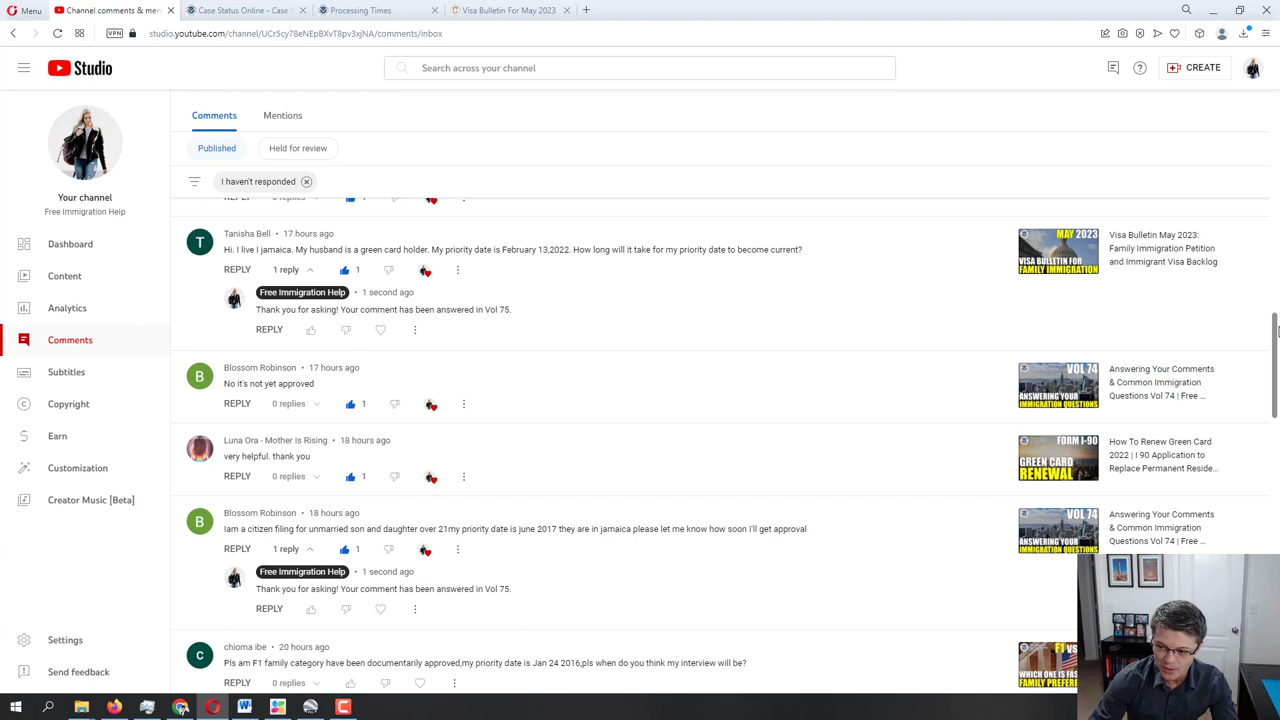 Menu
Channel comments & men
Case Status Online - Case S
Processing Times
Visa Bulletin For May 2023
VPN
studio.youtube.com/channel/UCr5cy78eNEpBXvT8pv3xjNA/comments/inbox
Studio
Search across your channel
CREATE
Comments
Mentions
Published
Held for review
I haven't responded
Your channel
Free Immigration Help
Dashboard
Content
Analytics
Comments
Subtitles
Copyright
Earn
Customization
Creator Music [Beta]
Settings
Send feedback
Tanisha Bell • 17 hours ago
Hi. I live I jamaica. My husband is a green card holder. My priority date is February 13,2022. How long will it take for my priority date to become current?
REPLY 1 reply 1
Free Immigration Help • 1 second ago
Thank you for asking! Your comment has been answered in Vol 75.
REPLY
MAY 2023
VISA BULLETIN FOR
FAMILY IMMIGRATION
Visa Bulletin May 2023:
Family Immigration Petition
and Immigrant Visa Backlog
Blossom Robinson • 17 hours ago
No it's not yet approved
REPLY 0 replies 1
VOL 74
ANSWERING YOUR
IMMIGRATION QUESTIONS
Answering Your Comments
& Common Immigration
Questions Vol 74 | Free ...
Luna Ora - Mother Is Rising • 18 hours ago
very helpful. thank you
REPLY 0 replies 1
FORM I-90
GREEN CARD
RENEWAL
How To Renew Green Card
2022 | I 90 Application to
Replace Permanent Reside...
Blossom Robinson • 18 hours ago
Iam a citizen filing for unmarried son and daughter over 21my priority date is june 2017 they are in jamaica please let me know how soon I'll get approval
REPLY 1 reply 1
Free Immigration Help • 1 second ago
Thank you for asking! Your comment has been answered in Vol 75.
REPLY
VOL 74
ANSWERING YOUR
IMMIGRATION QUESTIONS
Answering Your Comments
& Common Immigration
Questions Vol 74 | Free ...
chioma ibe • 20 hours ago
Pls am F1 family category have been documentarily approved,my priority date is Jan 24 2016,pls when do you think my interview will be?
REPLY 0 replies
F1 VS
WHICH ONE IS FAS
FAMILY PREFERE